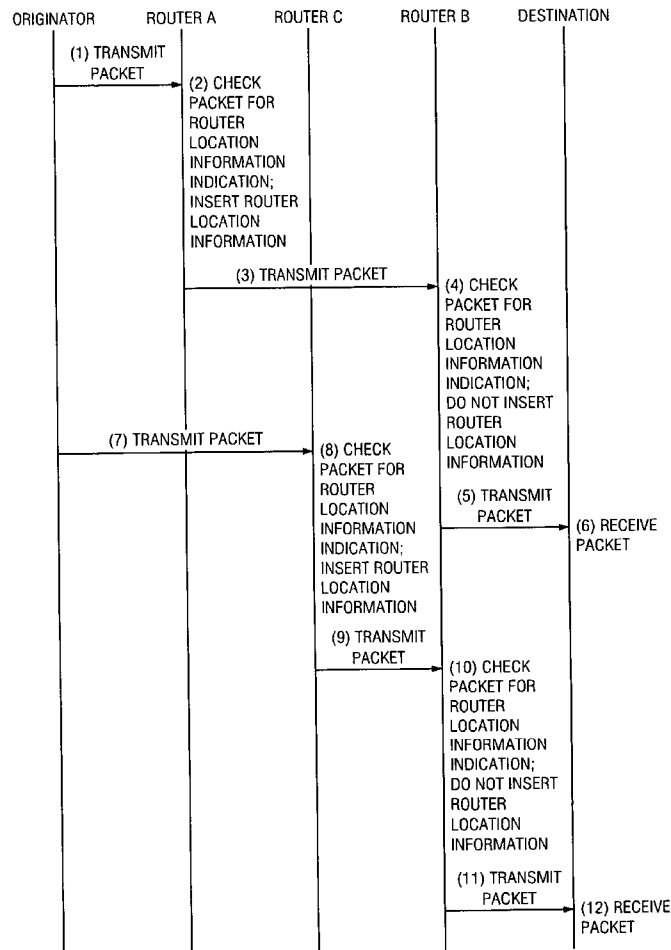 ORIGINATOR ROUTER A ROUTER C ROUTER B DESTINATION
(1) TRANSMIT
PACKET
(2) CHECK
PACKET FOR
ROUTER
LOCATION
INFORMATION
INDICATION;
INSERT ROUTER
LOCATION
INFORMATION
(3) TRANSMIT PACKET
(4) CHECK
PACKET FOR
ROUTER
LOCATION
INFORMATION
INDICATION;
DO NOT INSERT
ROUTER
LOCATION
INFORMATION
(5) TRANSMIT
PACKET
(6) RECEIVE
PACKET
(7) TRANSMIT PACKET
(8) CHECK
PACKET FOR
ROUTER
LOCATION
INFORMATION
INDICATION;
INSERT ROUTER
LOCATION
INFORMATION
(9) TRANSMIT
PACKET
(10) CHECK
PACKET FOR
ROUTER
LOCATION
INFORMATION
INDICATION;
DO NOT INSERT
ROUTER
LOCATION
INFORMATION
(11) TRANSMIT
PACKET
(12) RECEIVE
PACKET